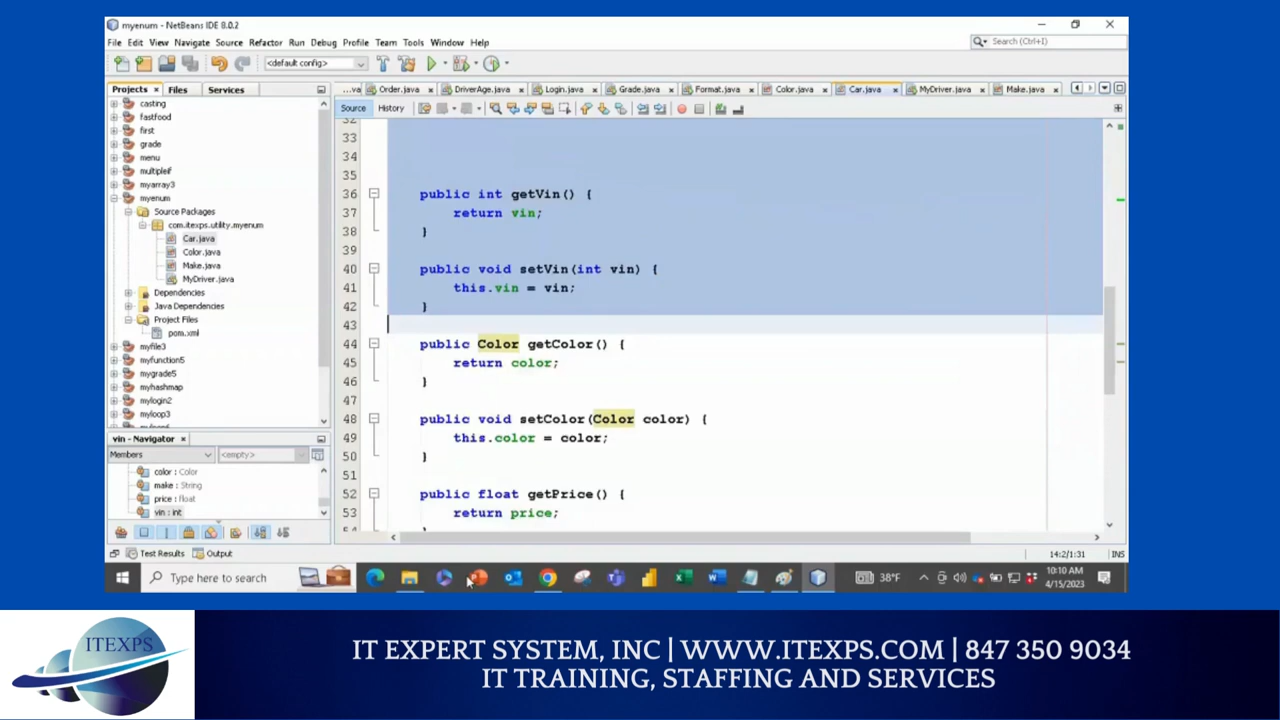 myenum - NetBeans IDE 8.0.2
File Edit View Navigate Source Refactor Run Debug Profile Team Tools Window Help
Search (Ctrl+I)
<default config>
Projects Files Services
...va Order.java DriverAge.java Login.java Grade.java Format.java Color.java Car.java MyDriver.java Make.java
Source History
casting
fastfood
first
grade
menu
multipleif
myarray3
myenum
Source Packages
com.itexps.utility.myenum
Car.java
Color.java
Make.java
MyDriver.java
Dependencies
Java Dependencies
Project Files
pom.xml
myfile3
myfunction5
mygrade5
myhashmap
mylogin2
myloop3
vin - Navigator
Members <empty>
color : Color
make : String
price : float
vin : int
32
33
34
35
36 public int getVin() {
37 return vin;
38 }
39
40 public void setVin(int vin) {
41 this.vin = vin;
42 }
43
44 public Color getColor() {
45 return color;
46 }
47
48 public void setColor(Color color) {
49 this.color = color;
50 }
51
52 public float getPrice() {
53 return price;
54 }
Test Results Output
14:2/1:31 INS
Type here to search
38°F
10:10 AM
4/15/2023
ITEXPS
IT EXPERT SYSTEM, INC | WWW.ITEXPS.COM | 847 350 9034
IT TRAINING, STAFFING AND SERVICES